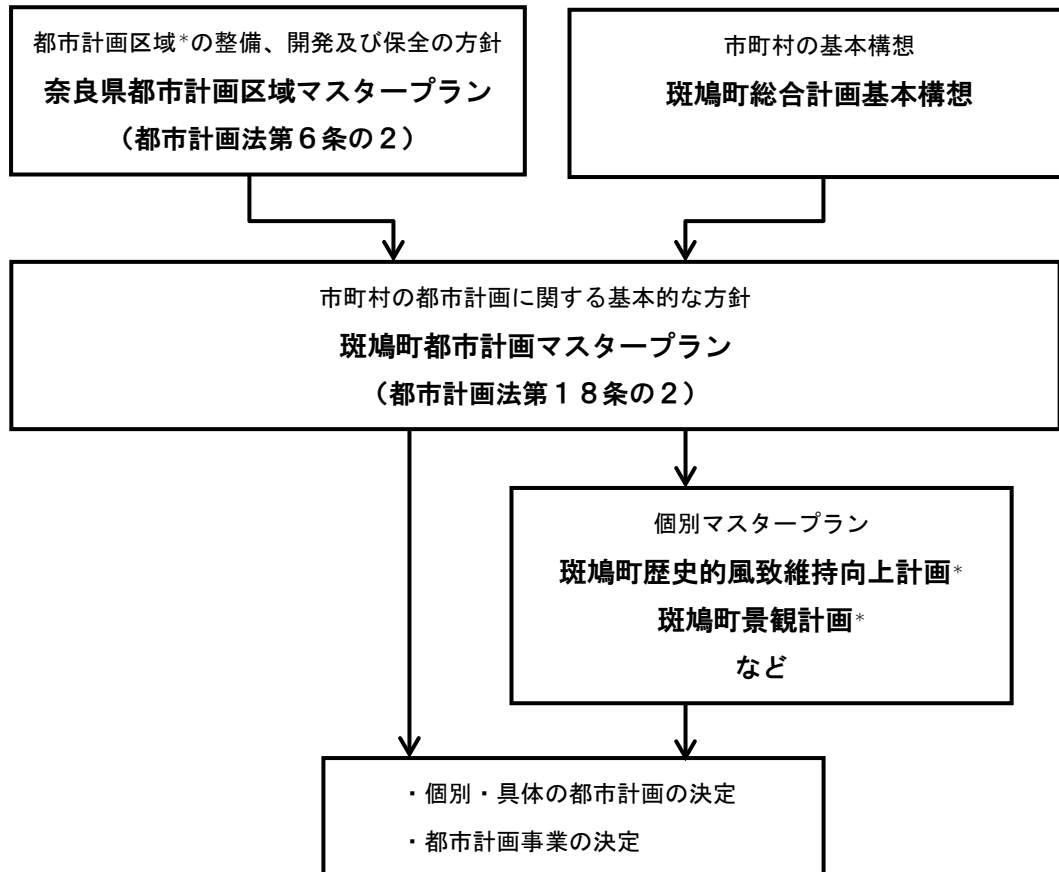 都市計画区域*の整備、開発及び保全の方針
奈良県都市計画区域マスタープラン
（都市計画法第６条の２）
市町村の基本構想
斑鳩町総合計画基本構想
市町村の都市計画に関する基本的な方針
斑鳩町都市計画マスタープラン
（都市計画法第１８条の２）
個別マスタープラン
斑鳩町歴史的風致維持向上計画*
斑鳩町景観計画*
など
・個別・具体の都市計画の決定
・都市計画事業の決定